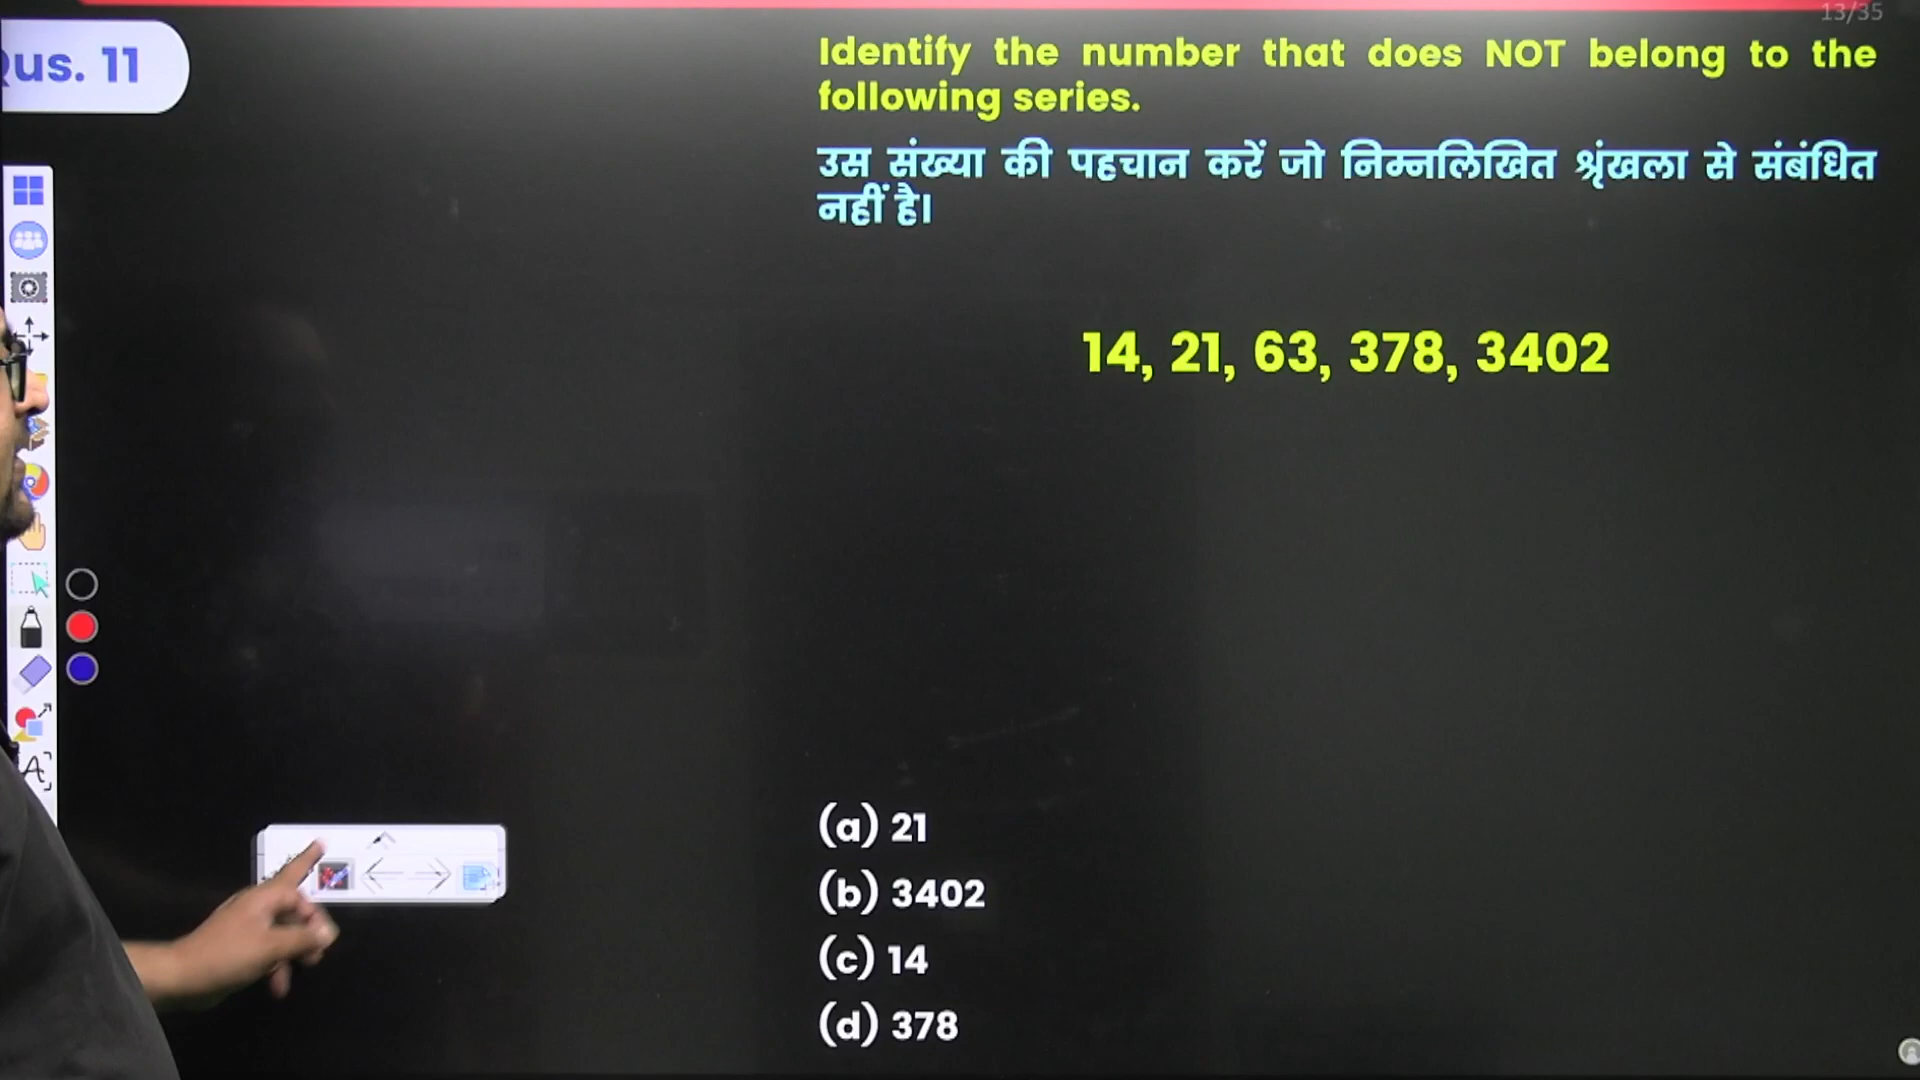 13/35
Qus. 11
Identify the number that does NOT belong to the
following series.
उस संख्या की पहचान करें जो निम्नलिखित श्रृंखला से संबंधित
नहीं है।
14, 21, 63, 378, 3402
(a) 21
(b) 3402
(c) 14
(d) 378